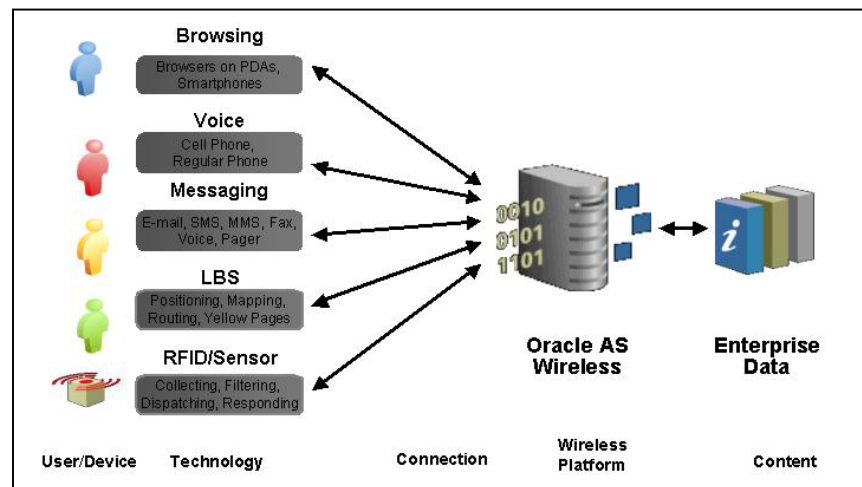 Browsing
Browsers on PDAs,
Smartphones
Voice
Cell Phone,
Regular Phone
Messaging
E-mail, SMS, MMS, Fax,
Voice, Pager
LBS
Positioning, Mapping,
Routing, Yellow Pages
RFID/Sensor
Collecting, Filtering,
Dispatching, Responding
0010
0101
1101
i
Oracle AS
Wireless
Enterprise
Data
User/Device
Technology
Connection
Wireless
Platform
Content